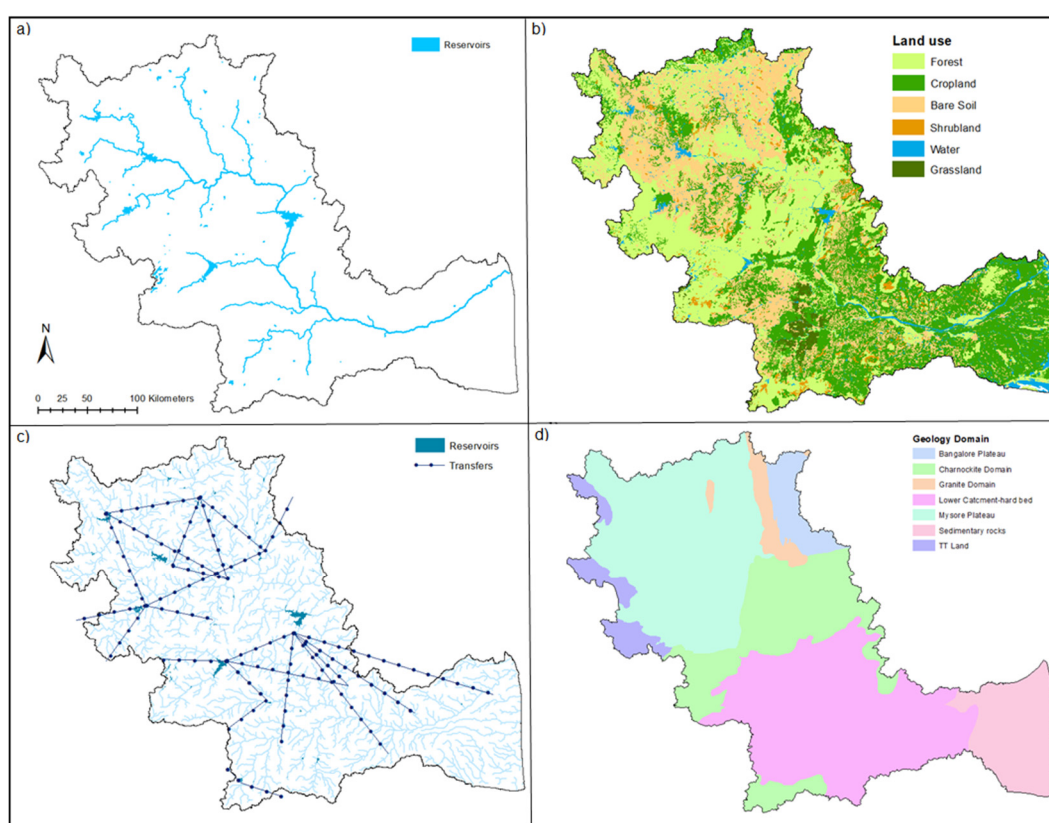 a)
Reservoirs
N
0 25 50 100 Kilometers
b)
Land use
Forest
Cropland
Bare Soil
Shrubland
Water
Grassland
c)
Reservoirs
Transfers
d)
Geology Domain
Bangalore Plateau
Charnockite Domain
Granite Domain
Lower Catcment-hard bed
Mysore Plateau
Sedimentary rocks
TT Land